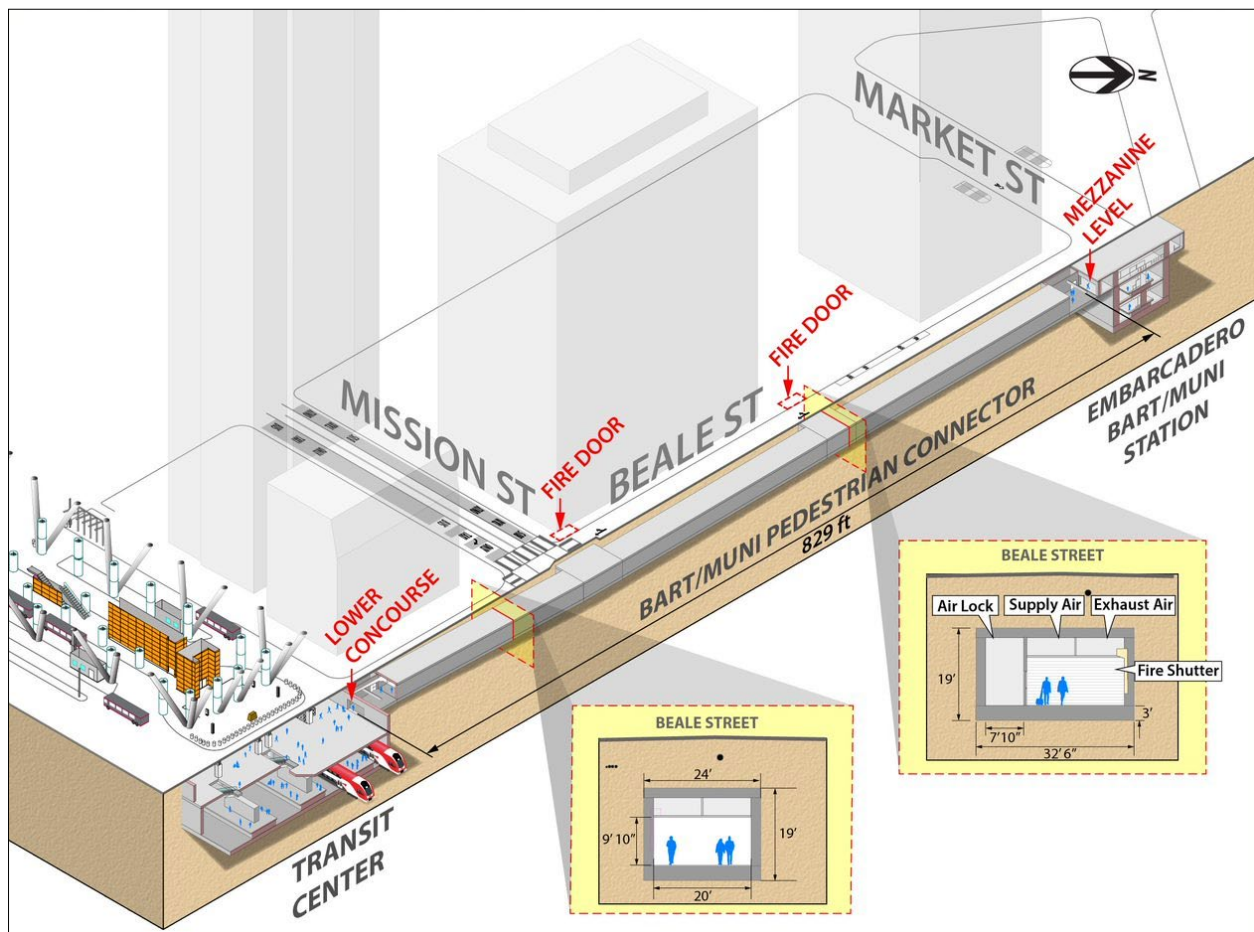 N
MARKET ST
MEZZANINE
LEVEL
FIRE DOOR
MISSION ST
FIRE DOOR
BEALE ST
EMBARCADERO
BART/MUNI
STATION
BART/MUNI PEDESTRIAN CONNECTOR
829 ft
LOWER
CONCOURSE
TRANSIT
CENTER
BEALE STREET
Air Lock
Supply Air
Exhaust Air
Fire Shutter
19'
3'
7'10"
32' 6"
BEALE STREET
24'
9' 10"
19'
20'